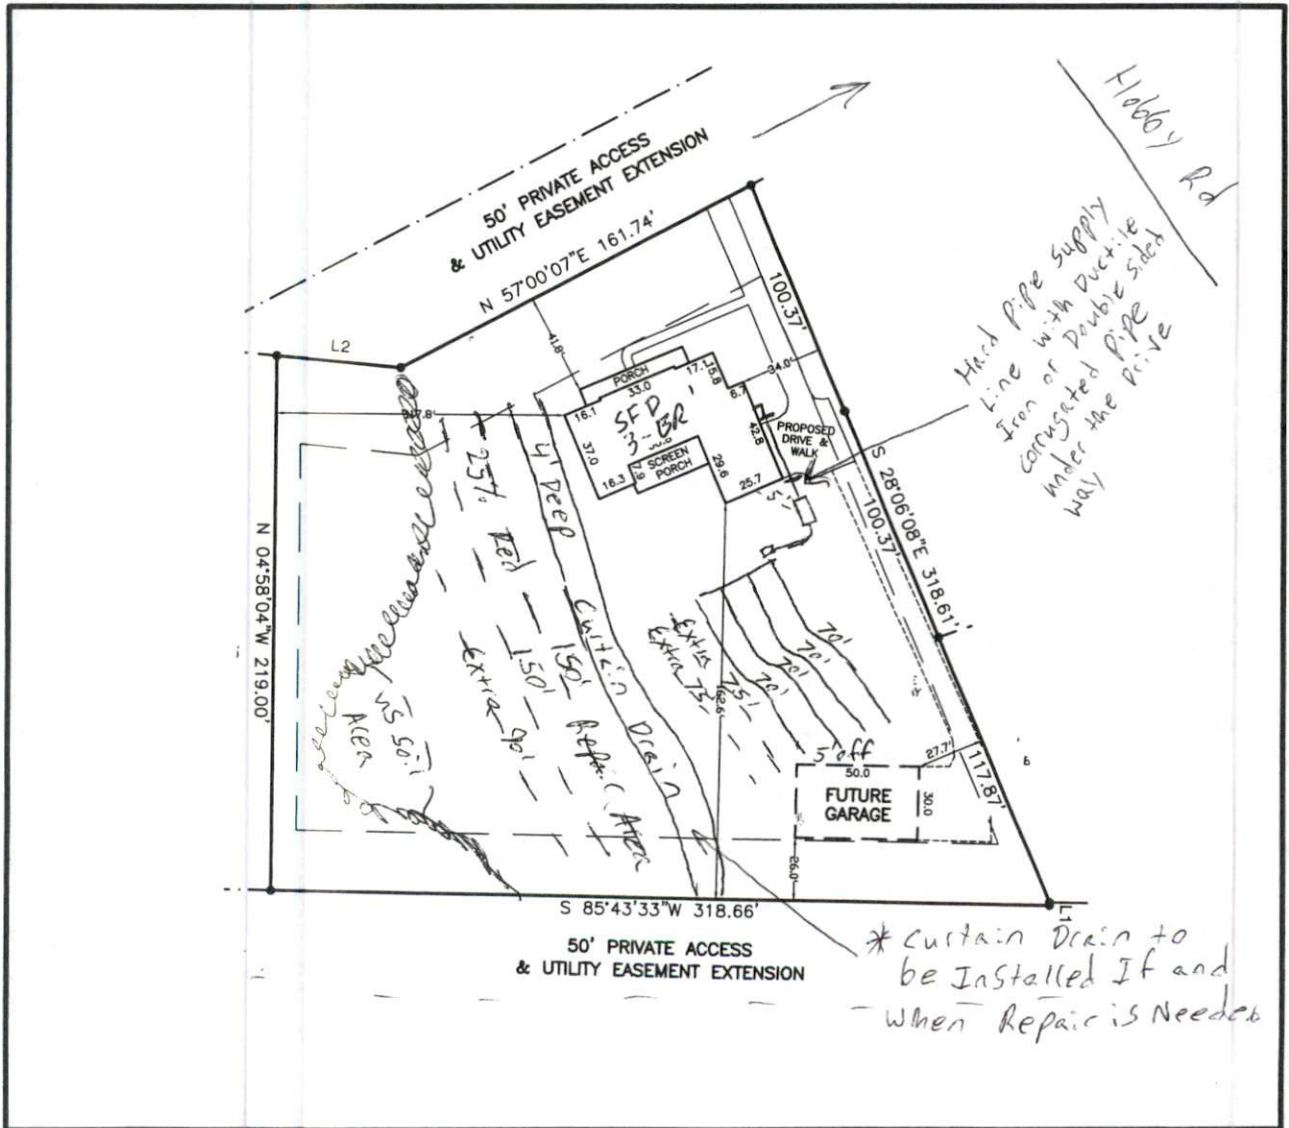 Hobby Rd
50' PRIVATE ACCESS
& UTILITY EASEMENT EXTENSION
N 57°00'07"E 161.74'
L2
100.37'
Hard Pipe Supply
Line with Ductile
Iron or Double Sided
corrugated Pipe
under the Drive
way
41.8'
PORCH
33.0
17.1
15.8
16.1
34.0'
6.7
SFD
3-BR
37.0
42.8
PROPOSED
DRIVE &
WALK
SCREEN
PORCH
7.9
16.3
29.6
25.7
5'
S 28°06'08"E 318.61'
100.37'
N 04°58'04"W 219.00'
25% Red
4' Deep Curtain Drain
150' Repair Area
150'
extra 90'
US Soil
Area
Extra 75'
Extra 75'
70'
70'
70'
70'
5' off
50.0
FUTURE
GARAGE
30.0
27.7'
117.87'
26.0'
S 85°43'33"W 318.66'
L1
50' PRIVATE ACCESS
& UTILITY EASEMENT EXTENSION
* Curtain Drain to
be Installed If and
When Repair is Needed